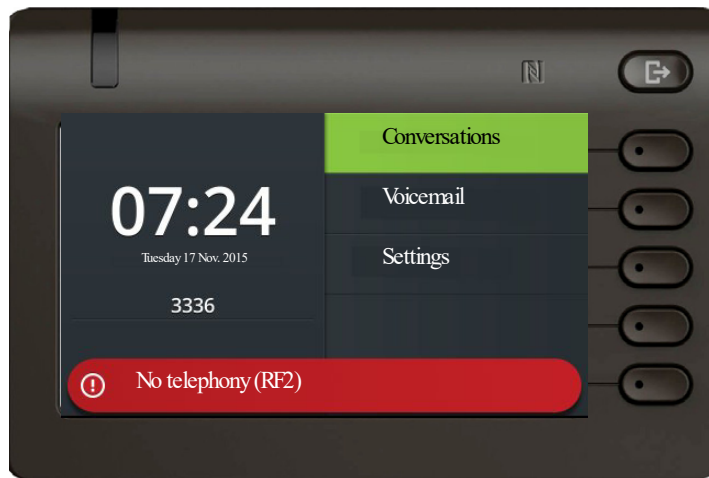 Conversations
07:24
Voicemail
Tuesday 17 Nov. 2015
Settings
3336
No telephony (RF2)